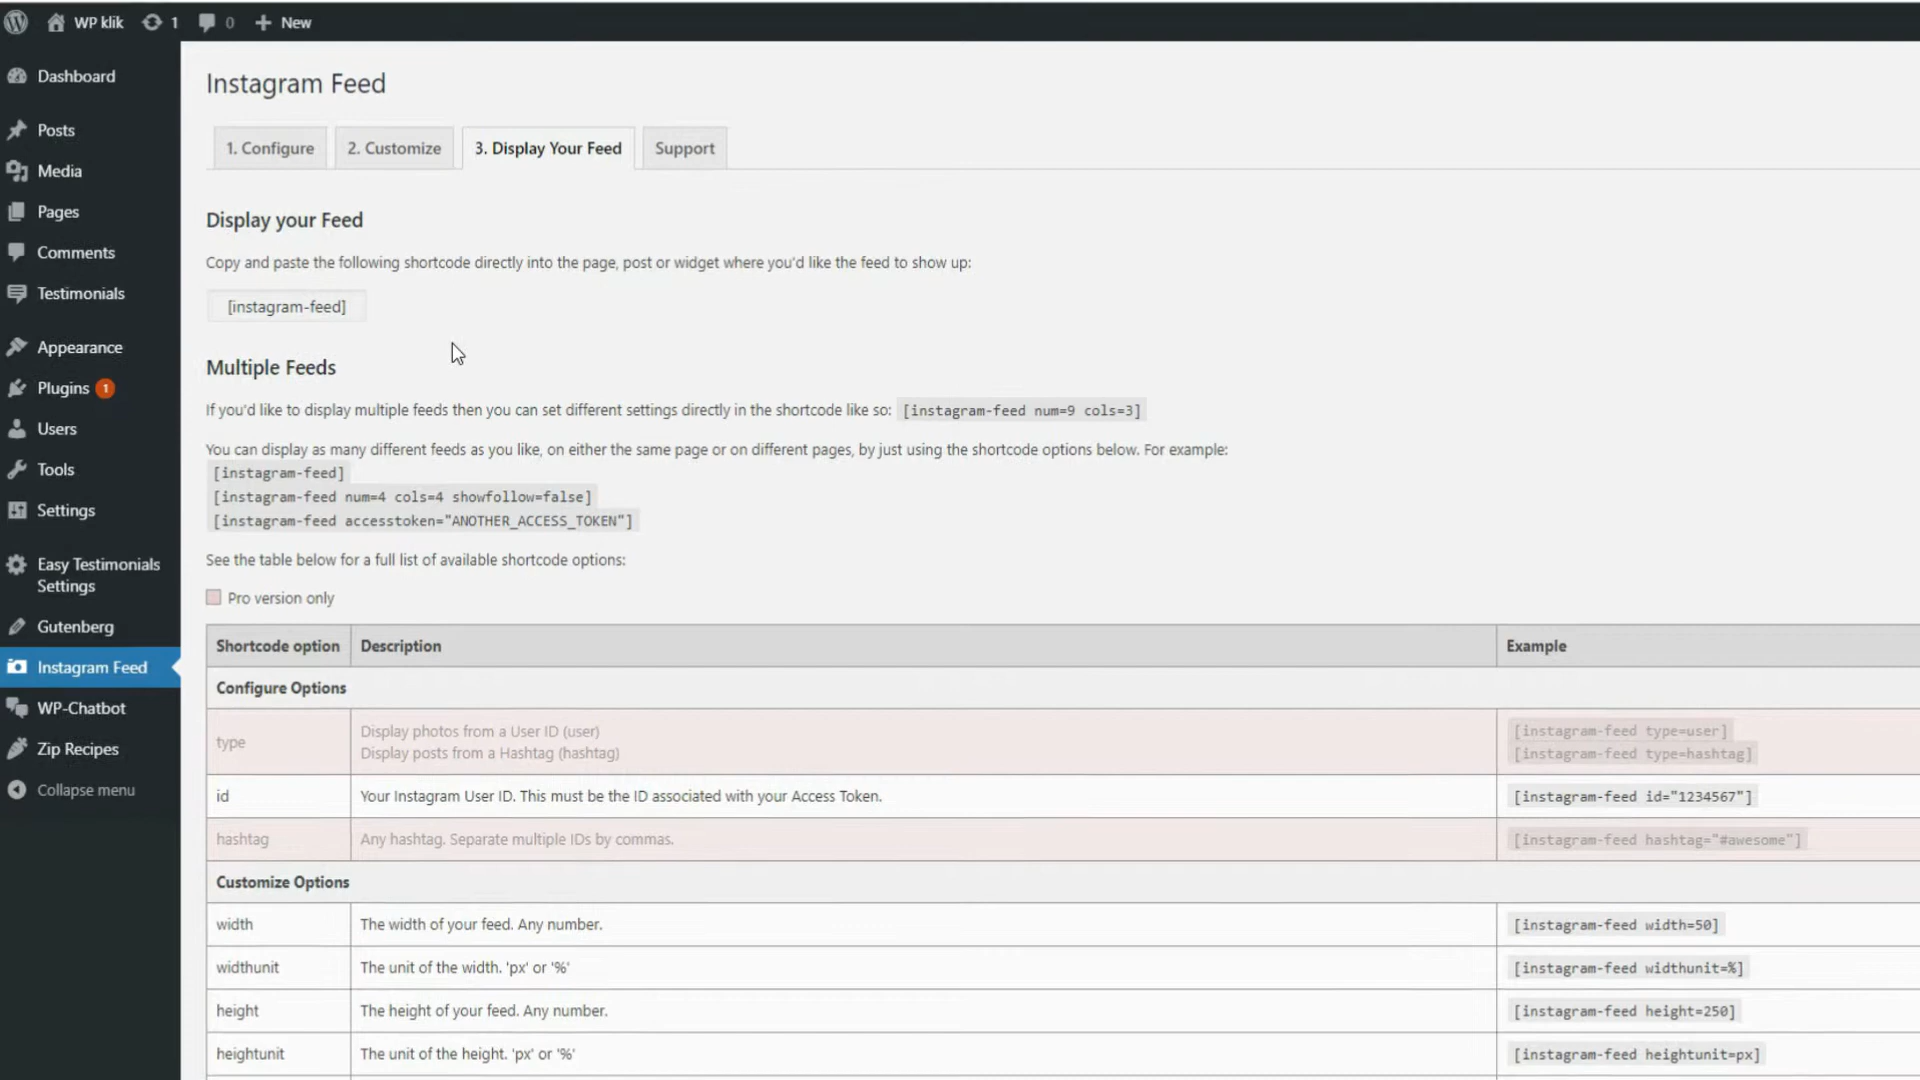 WP klik 1 0 New
Dashboard
Posts
Media
Pages
Comments
Testimonials
Appearance
Plugins 1
Users
Tools
Settings
Easy Testimonials
Settings
Gutenberg
Instagram Feed
WP-Chatbot
Zip Recipes
Collapse menu
Instagram Feed
1. Configure 2. Customize 3. Display Your Feed Support
Display your Feed
Copy and paste the following shortcode directly into the page, post or widget where you'd like the feed to show up:
[instagram-feed]
Multiple Feeds
If you'd like to display multiple feeds then you can set different settings directly in the shortcode like so: [instagram-feed num=9 cols=3]
You can display as many different feeds as you like, on either the same page or on different pages, by just using the shortcode options below. For example:
[instagram-feed]
[instagram-feed num=4 cols=4 showfollow=false]
[instagram-feed accesstoken="ANOTHER_ACCESS_TOKEN"]
See the table below for a full list of available shortcode options:
Pro version only
Shortcode option Description Example
Configure Options
type Display photos from a User ID (user) [instagram-feed type=user]
Display posts from a Hashtag (hashtag) [instagram-feed type=hashtag]
id Your Instagram User ID. This must be the ID associated with your Access Token. [instagram-feed id="1234567"]
hashtag Any hashtag. Separate multiple IDs by commas. [instagram-feed hashtag="#awesome"]
Customize Options
width The width of your feed. Any number. [instagram-feed width=50]
widthunit The unit of the width. 'px' or '%' [instagram-feed widthunit=%]
height The height of your feed. Any number. [instagram-feed height=250]
heightunit The unit of the height. 'px' or '%' [instagram-feed heightunit=px]